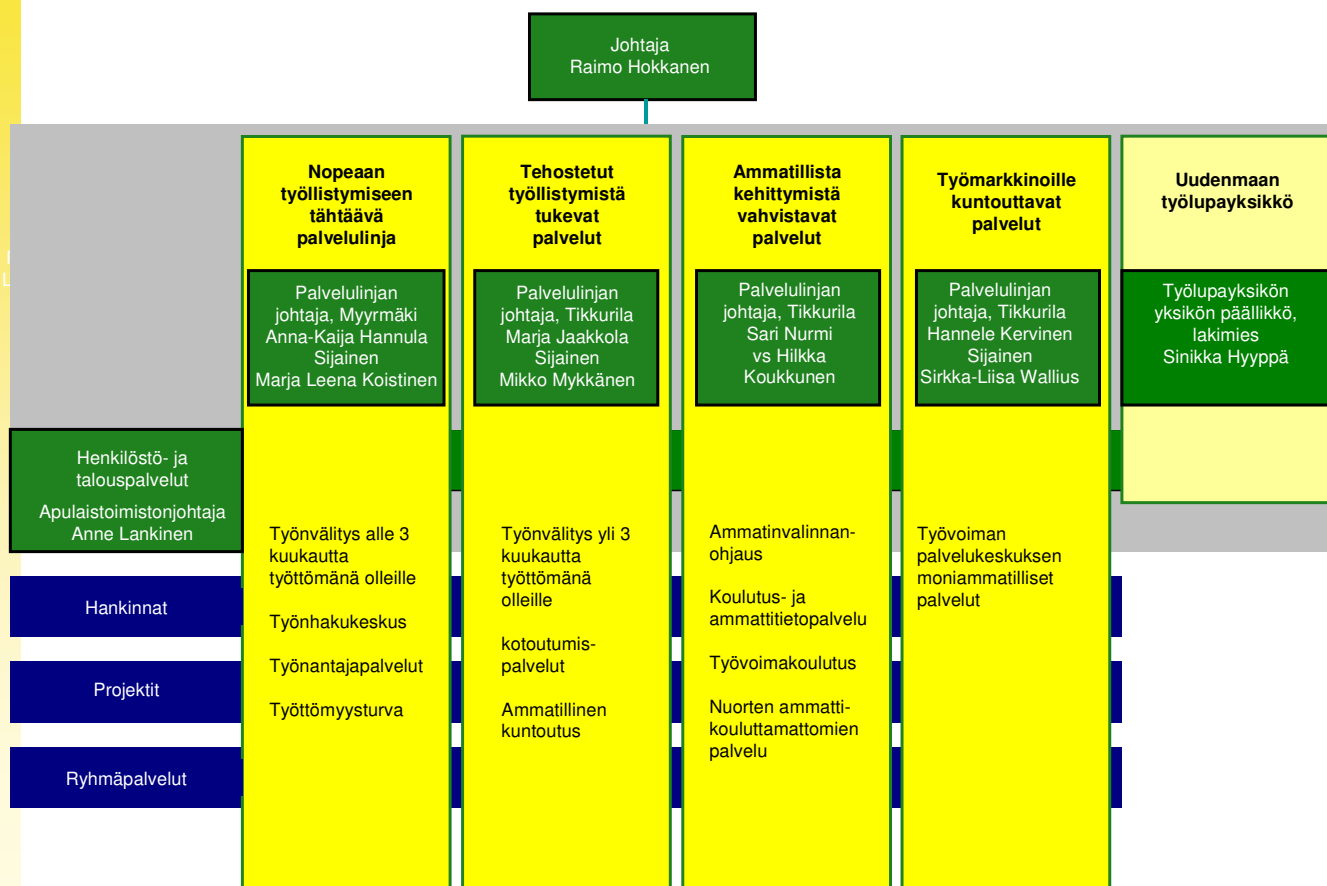 Johtaja
Raimo Hokkanen
Nopeaan
työllistymiseen
tähtäävä
palvelulinja
Palvelulinjan
johtaja, Myyrmäki
Anna-Kaija Hannula
Sijainen
Marja Leena Koistinen
Työnvälitys alle 3
kuukautta
työttömänä olleille
Työnhakukeskus
Työnantajapalvelut
Työttömyysturva
Tehostetut
työllistymistä
tukevat
palvelut
Palvelulinjan
johtaja, Tikkurila
Marja Jaakkola
Sijainen
Mikko Mykkänen
Työnvälitys yli 3
kuukautta
työttömänä
olleille
kotoutumis-
palvelut
Ammatillinen
kuntoutus
Ammatillista
kehittymistä
vahvistavat
palvelut
Palvelulinjan
johtaja, Tikkurila
Sari Nurmi
vs Hilkka
Koukkunen
Ammatinvalinnan-
ohjaus
Koulutus- ja
ammattitietopalvelu
Työvoimakoulutus
Nuorten ammatti-
kouluttamattomien
palvelu
Työmarkkinoille
kuntouttavat
palvelut
Palvelulinjan
johtaja, Tikkurila
Hannele Kervinen
Sijainen
Sirkka-Liisa Wallius
Työvoiman
palvelukeskuksen
moniammatilliset
palvelut
Uudenmaan
työlupayksikkö
Työlupayksikön
yksikön päällikkö,
lakimies
Sinikka Hyyppä
Henkilöstö- ja
talouspalvelut
Apulaistoimistonjohtaja
Anne Lankinen
Hankinnat
Projektit
Ryhmäpalvelut